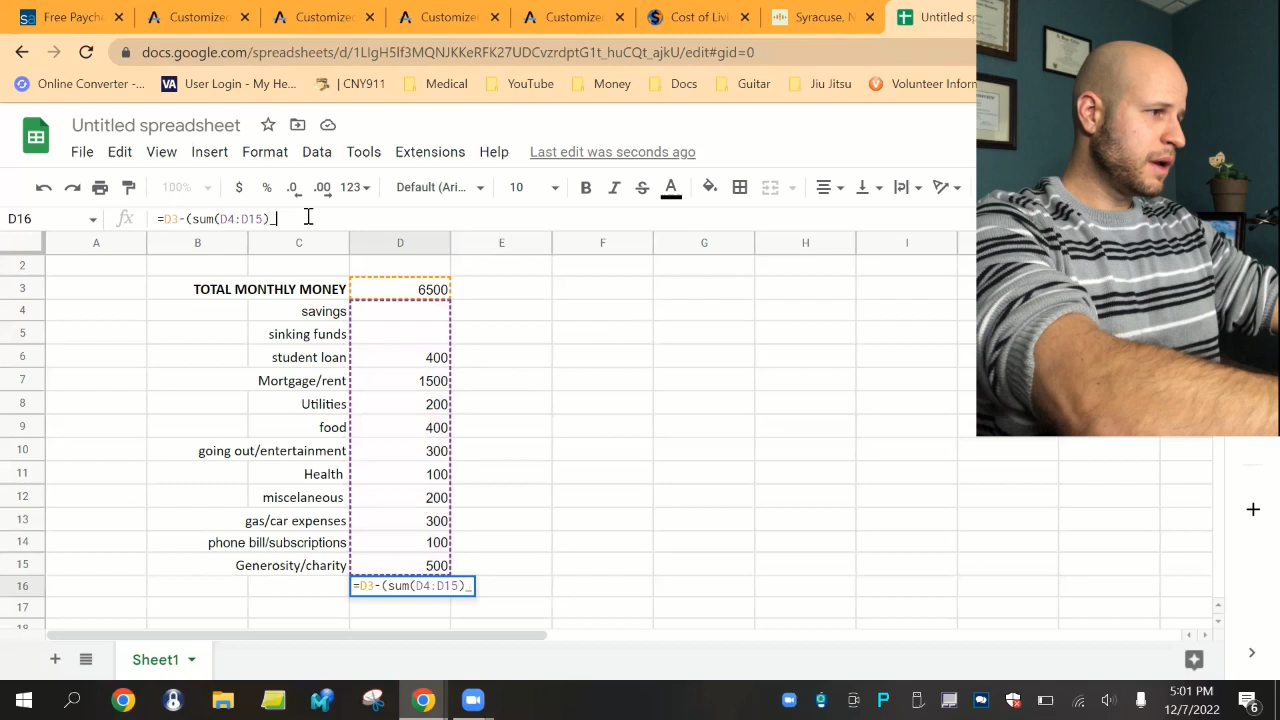 Free Paych
Customized
Customized
Customize
Customize
Cost of Livi
Syracuse, N
Untitled sp
docs.google.com/spreadsheets/d/1LgH5lf3MQNJKKeRFK27UDCvzrdptG1t_huCQt_ajkU/edit#gid=0
Online Converter -...
User Login - My He...
| CNY911
Medical
YouTube
Money
Docs
Guitar
Jiu Jitsu
Volunteer
Untitled spreadsheet
File Edit View Insert Format Data Tools Extensions Help Last edit was seconds ago
100% $ % .0 .00 123 Default (Ari... 10 B I S A
D16 fx =D3-(sum(D4:D15)_
A B C D E F G H I
2
3 TOTAL MONTHLY MONEY 6500
4 savings
5 sinking funds
6 student loan 400
7 Mortgage/rent 1500
8 Utilities 200
9 food 400
10 going out/entertainment 300
11 Health 100
12 miscelaneous 200
13 gas/car expenses 300
14 phone bill/subscriptions 100
15 Generosity/charity 500
16 =D3-(sum(D4:D15)_
17
18
Sheet1
5:01 PM
12/7/2022
6